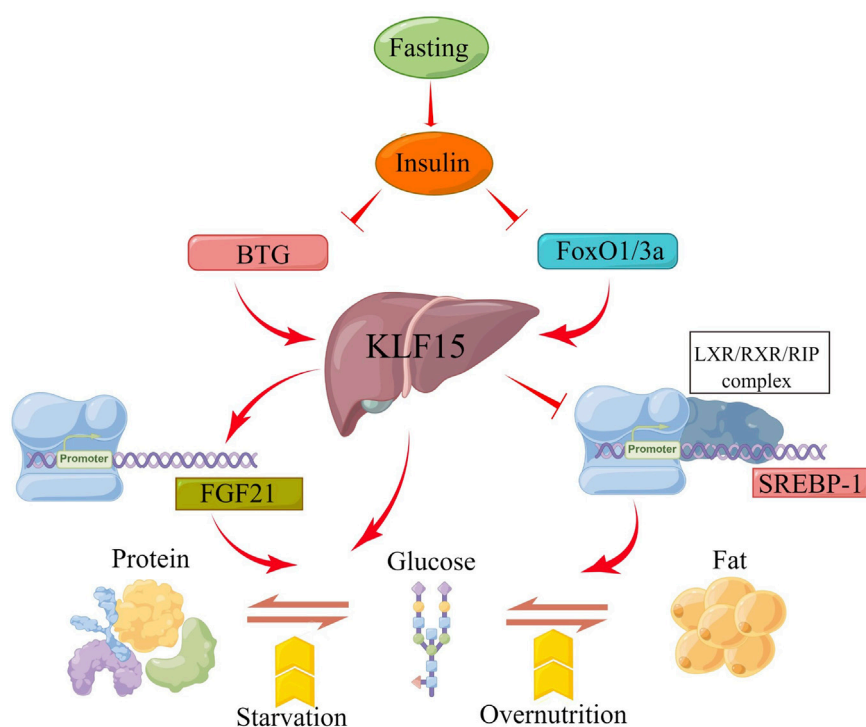 Fasting
Insulin
BTG
FoxO1/3a
KLF15
LXR/RXR/RIP
complex
Promoter
Promoter
FGF21
SREBP-1
Protein
Glucose
Fat
Starvation
Overnutrition